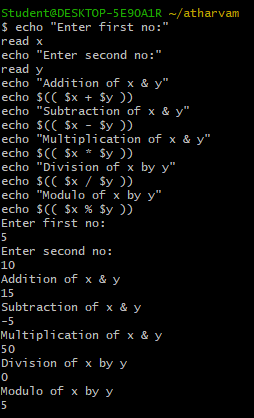 Student@DESKTOP-5E9OA1R ~/atharvam
$ echo "Enter first no:"
read x
echo "Enter second no:"
read y
echo "Addition of x & y"
echo $(( $x + $y ))
echo "Subtraction of x & y"
echo $(( $x - $y ))
echo "Multiplication of x & y"
echo $(( $x * $y ))
echo "Division of x by y"
echo $(( $x / $y ))
echo "Modulo of x by y"
echo $(( $x % $y ))
Enter first no:
5
Enter second no:
10
Addition of x & y
15
Subtraction of x & y
-5
Multiplication of x & y
50
Division of x by y
0
Modulo of x by y
5